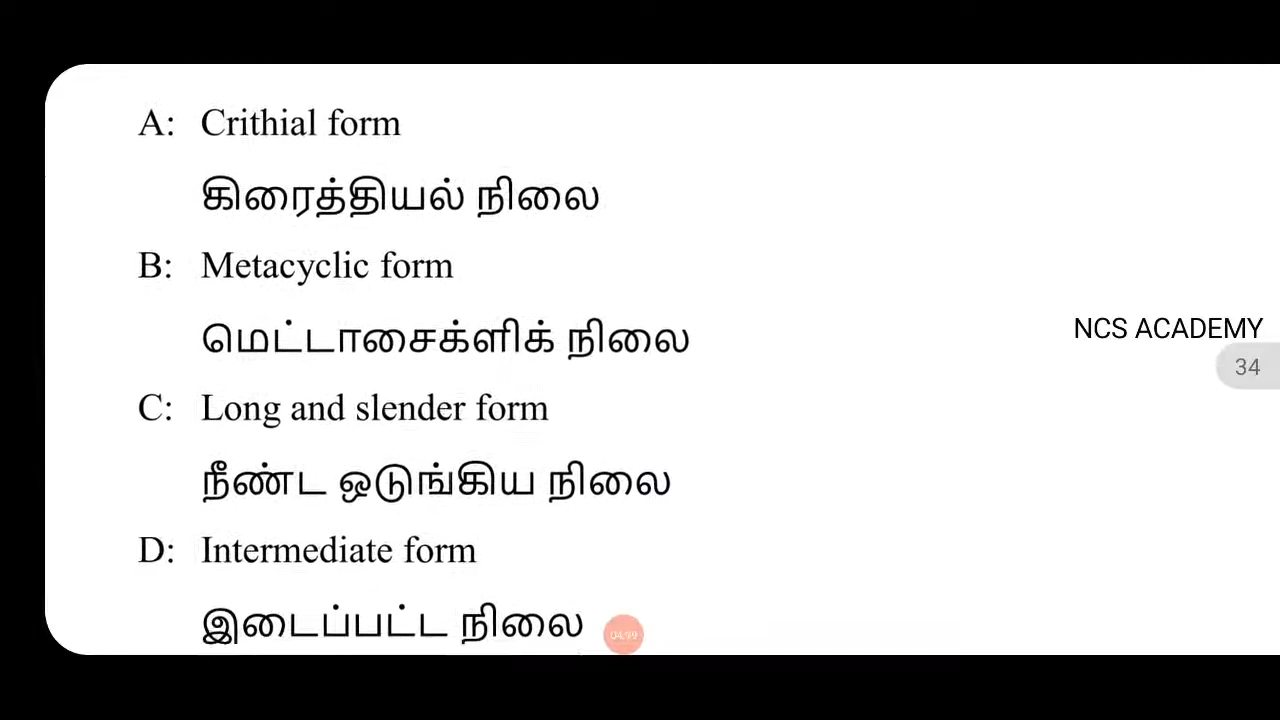 A: Crithial form
கிரைத்தியல் நிலை
B: Metacyclic form
மெட்டாசைக்ளிக் நிலை
NCS ACADEMY
34
C: Long and slender form
நீண்ட ஒடுங்கிய நிலை
D: Intermediate form
இடைப்பட்ட நிலை